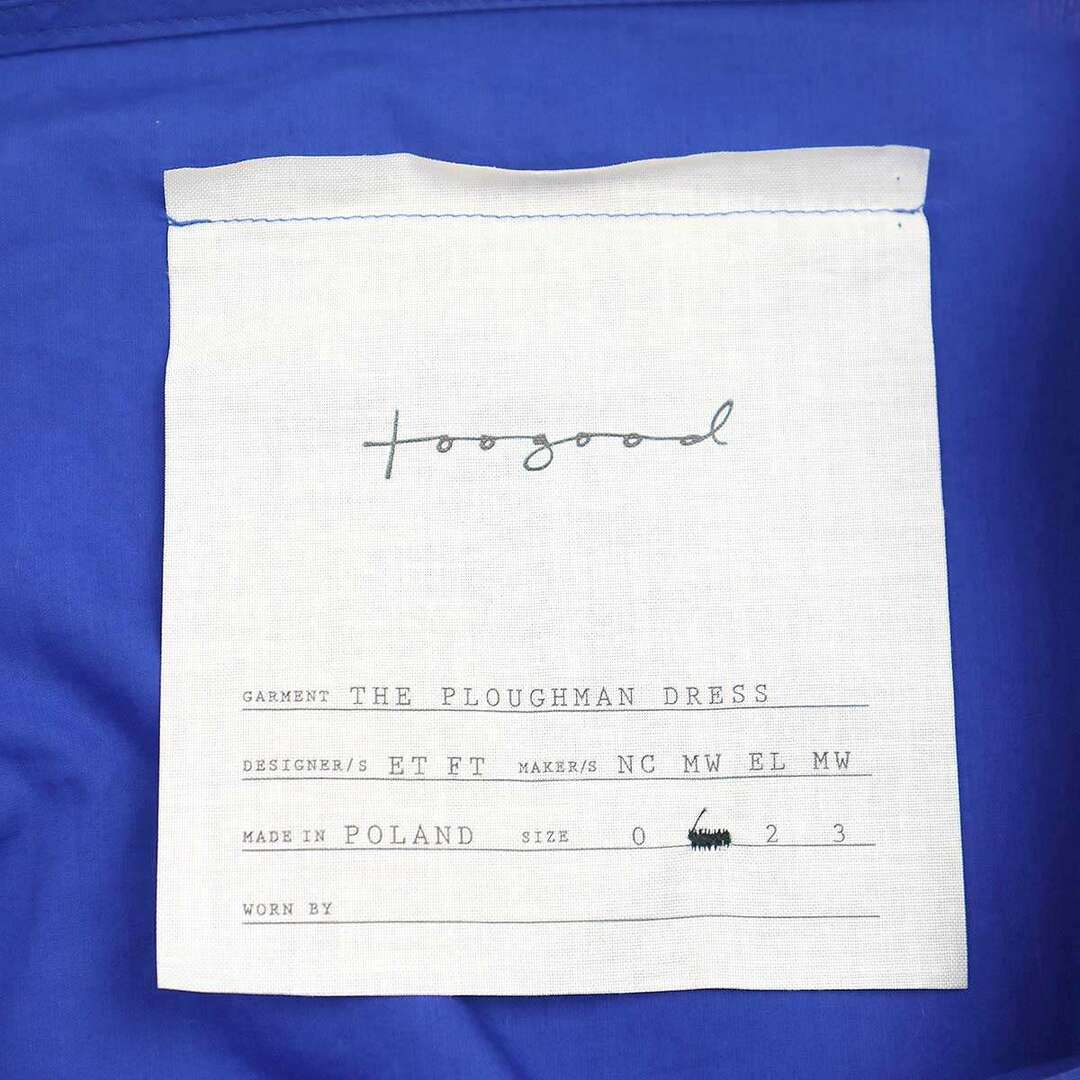 toogood
GARMENT THE PLOUGHMAN DRESS
DESIGNER/S ET FT MAKER/S NC MW EL MW
MADE IN POLAND SIZE 0 2 3
WORN BY